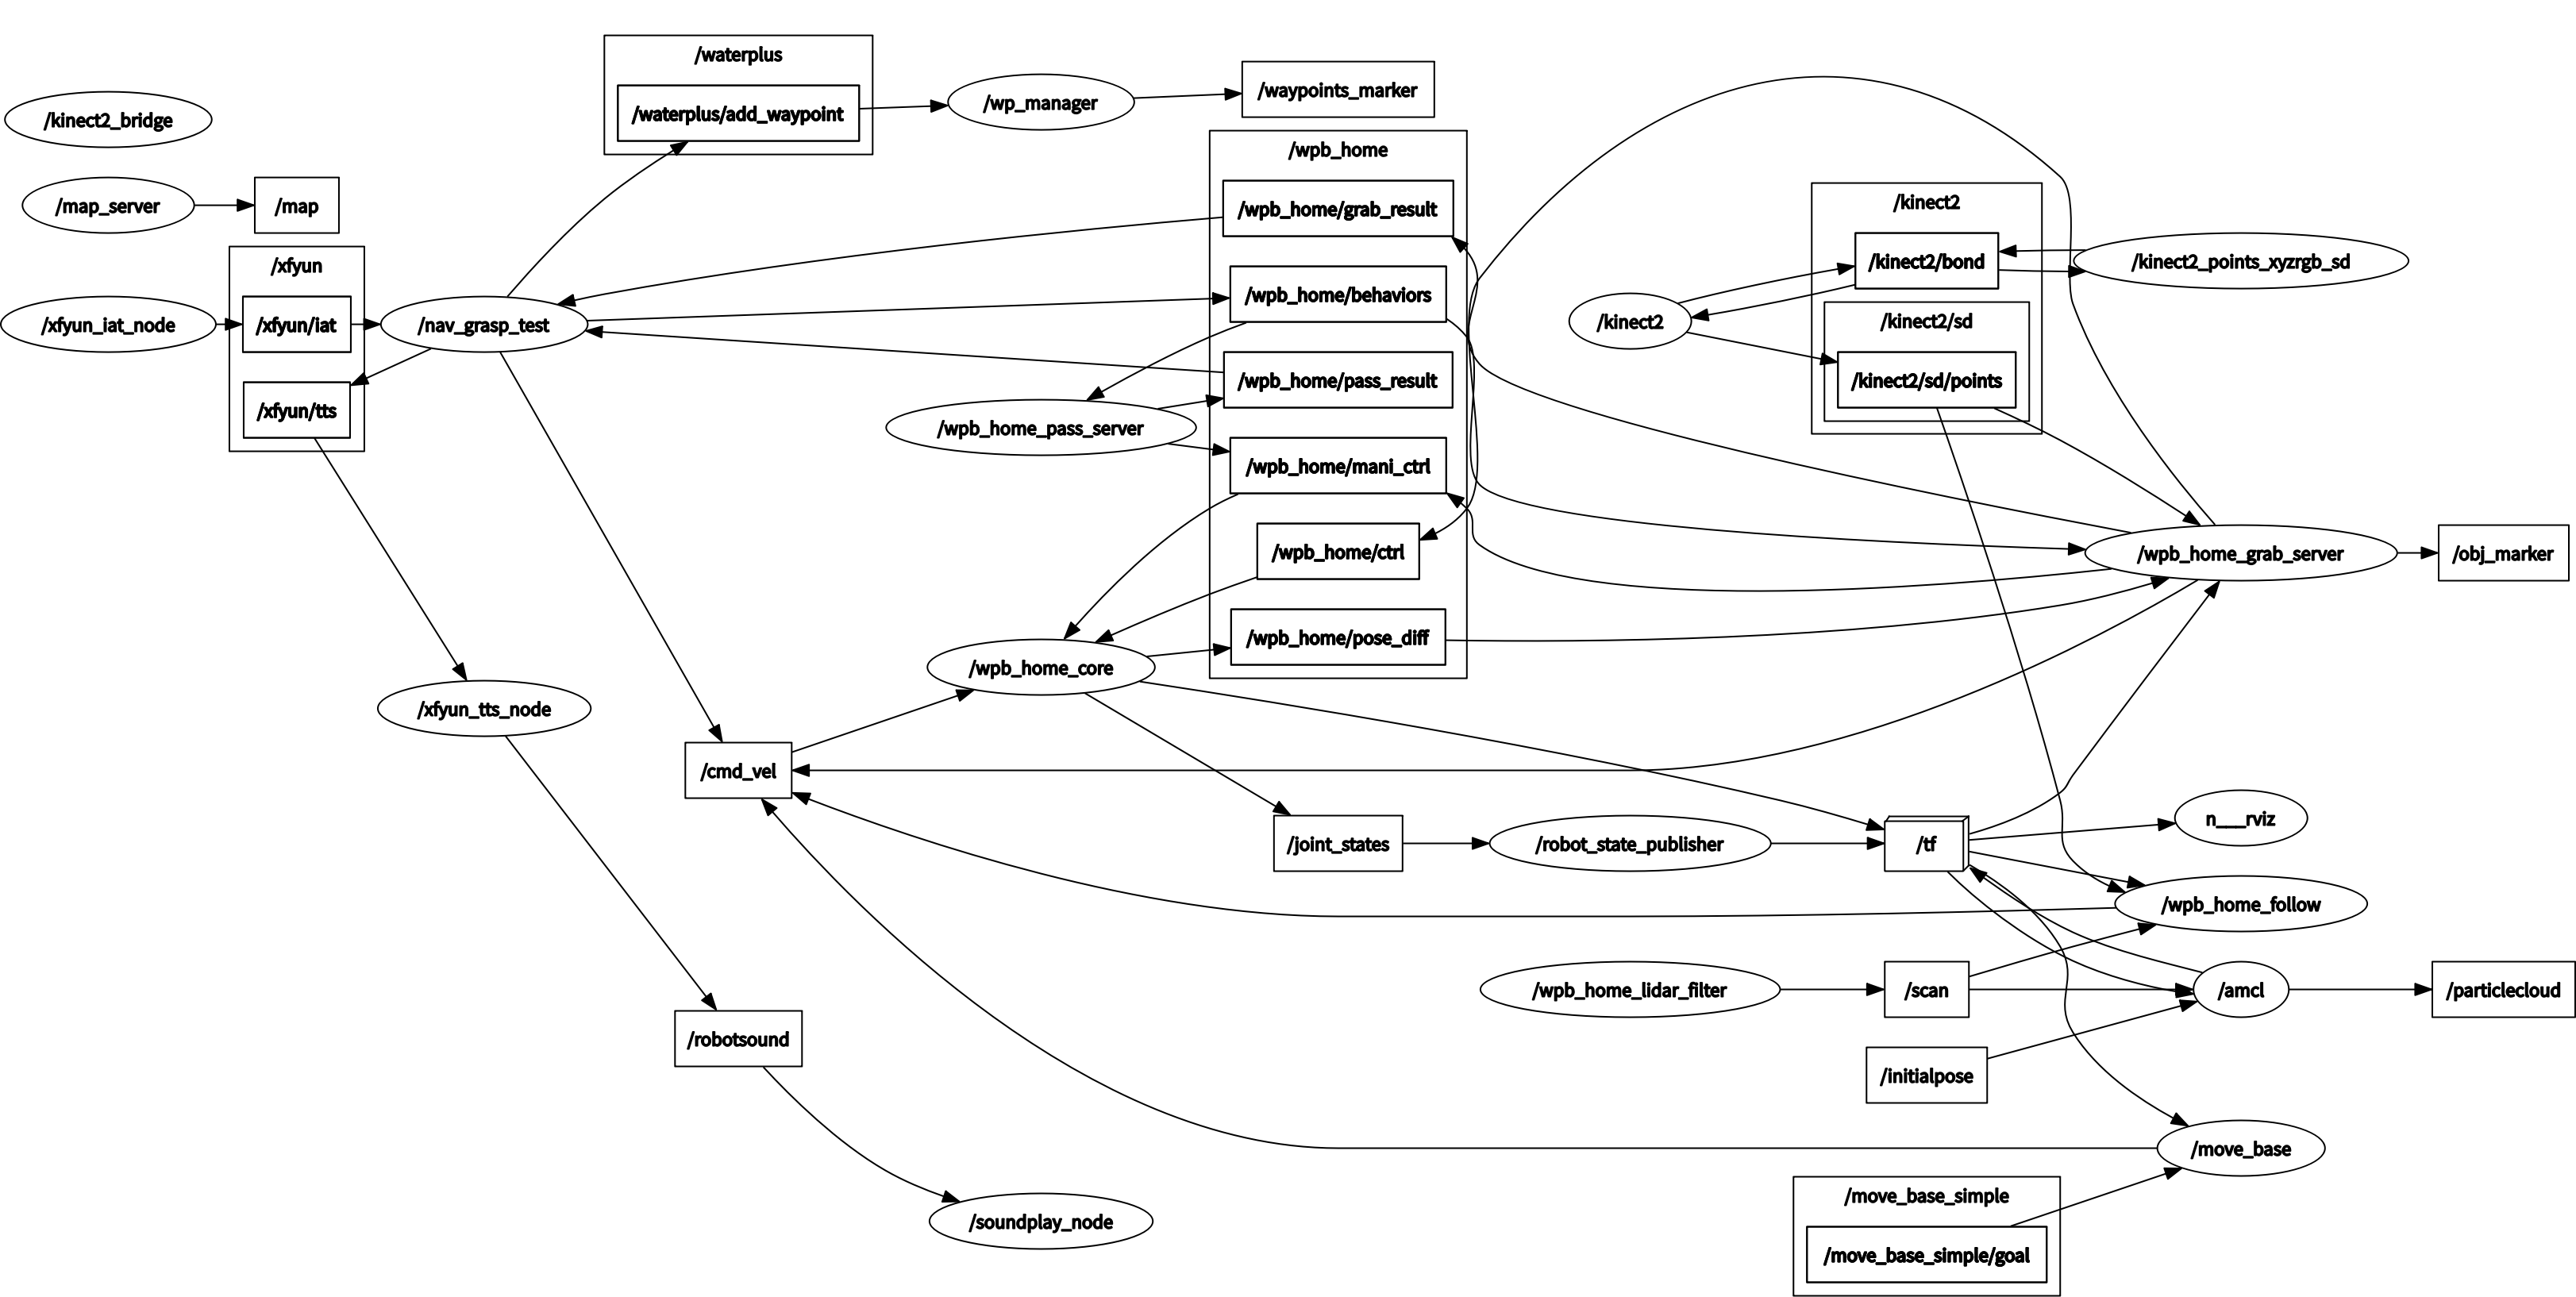 /waterplus
/waterplus/add_waypoint
/wp_manager
/waypoints_marker
/kinect2_bridge
/map_server
/map
/xfyun
/xfyun_iat_node
/xfyun/iat
/xfyun/tts
/nav_grasp_test
/wpb_home
/wpb_home/grab_result
/wpb_home/behaviors
/wpb_home/pass_result
/wpb_home_pass_server
/wpb_home/mani_ctrl
/wpb_home/ctrl
/wpb_home/pose_diff
/wpb_home_core
/kinect2
/kinect2
/kinect2/bond
/kinect2/sd
/kinect2/sd/points
/kinect2_points_xyzrgb_sd
/wpb_home_grab_server
/obj_marker
/xfyun_tts_node
/cmd_vel
/joint_states
/robot_state_publisher
/tf
n___rviz
/wpb_home_follow
/wpb_home_lidar_filter
/scan
/amcl
/particlecloud
/robotsound
/initialpose
/move_base
/soundplay_node
/move_base_simple
/move_base_simple/goal